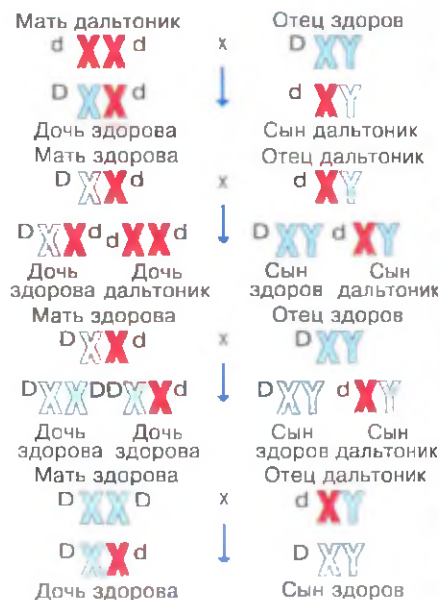 Мать дальтоник Отец здоров
d XX d x D XY
D XX d d XY
Дочь здорова Сын дальтоник
Мать здорова Отец дальтоник
D XX d x d XY
D XX d d XX d D XY d XY
Дочь Дочь Сын Сын
здорова дальтоник здоров дальтоник
Мать здорова Отец здоров
D XX d x D XY
D XX D D XX d D XY d XY
Дочь Дочь Сын Сын
здорова здорова здоров дальтоник
Мать здорова Отец дальтоник
D XX D x d XY
D XX d D XY
Дочь здорова Сын здоров